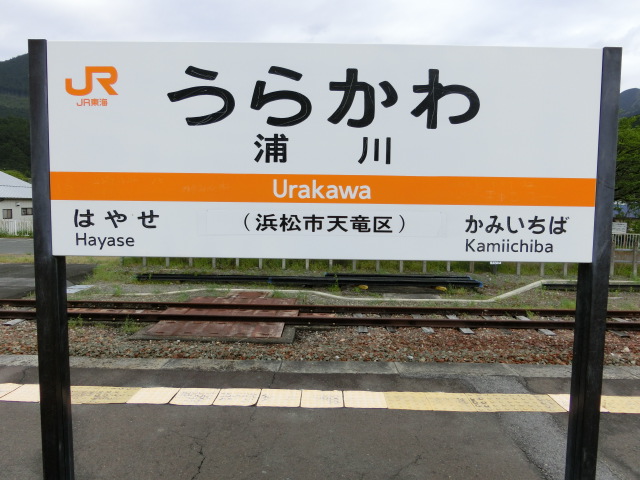 JR
JR東海
うらかわ
浦川
Urakawa
はやせ
Hayase
(浜松市天竜区)
かみいちば
Kamiichiba